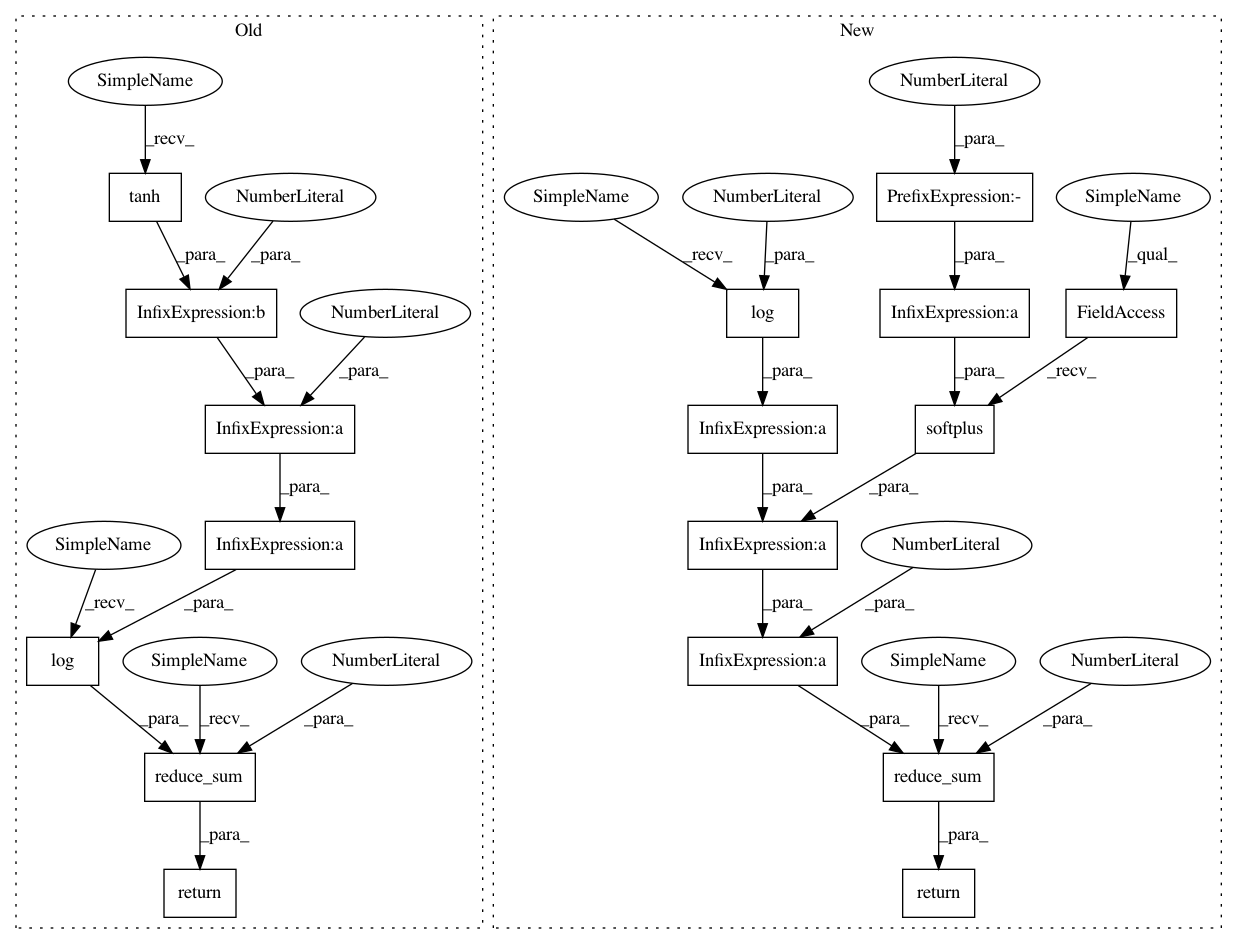 Old
New
SimpleName
NumberLiteral
_recv_
_para_
tanh
NumberLiteral
SimpleName
NumberLiteral
PrefixExpression:-
SimpleName
_para_
_para_
_recv_
_para_
_para_
_qual_
InfixExpression:b
NumberLiteral
log
InfixExpression:a
FieldAccess
_para_
_para_
_para_
_para_
_recv_
InfixExpression:a
InfixExpression:a
softplus
_para_
_para_
_para_
SimpleName
InfixExpression:a
InfixExpression:a
NumberLiteral
_recv_
_para_
_para_
_para_
log
SimpleName
NumberLiteral
InfixExpression:a
SimpleName
NumberLiteral
_para_
_recv_
_para_
_para_
_recv_
_para_
reduce_sum
reduce_sum
_para_
_para_
return
return